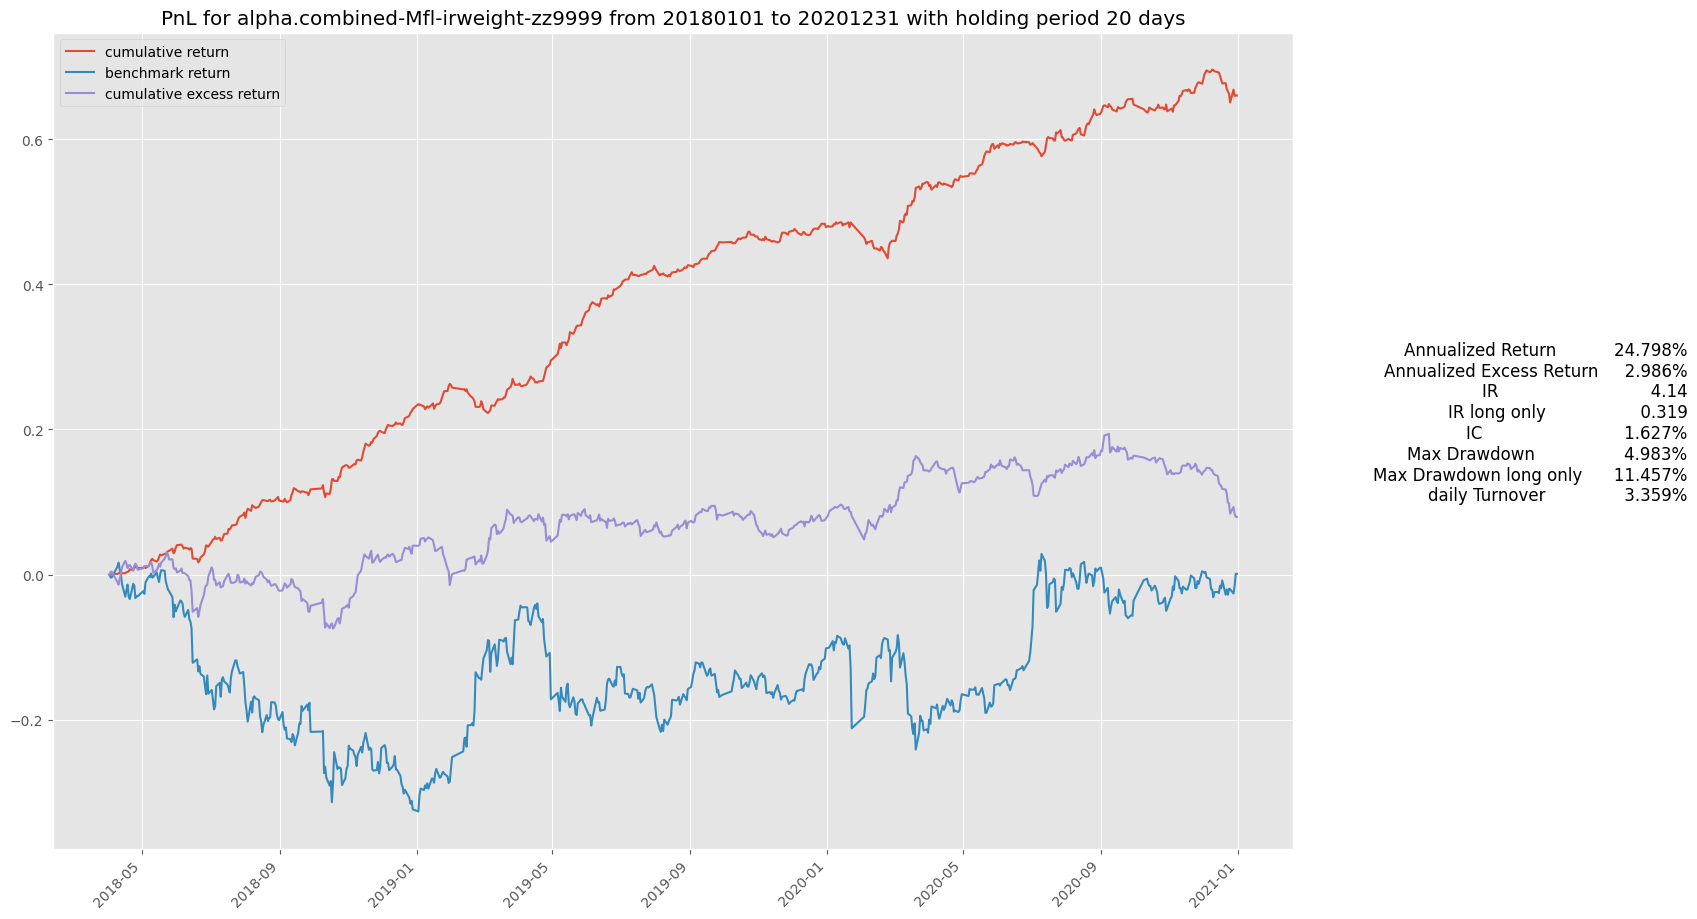 PnL for alpha.combined-Mfl-irweight-zz9999 from 20180101 to 20201231 with holding period 20 days
cumulative return
benchmark return
cumulative excess return
0.6
0.4
0.2
0.0
−0.2
2018-05
2018-09
2019-01
2019-05
2019-09
2020-01
2020-05
2020-09
2021-01
Annualized Return 24.798%
Annualized Excess Return 2.986%
IR 4.14
IR long only 0.319
IC 1.627%
Max Drawdown 4.983%
Max Drawdown long only 11.457%
daily Turnover 3.359%